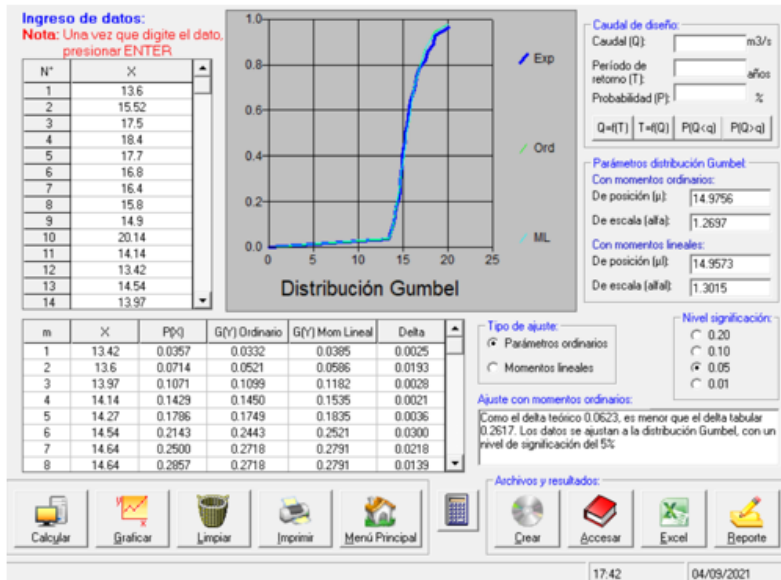 Ingreso de datos:
Nota: Una vez que digite el dato,
presionar ENTER
N° X
1 13.6
2 15.52
3 17.5
4 18.4
5 17.7
6 16.8
7 16.4
8 15.8
9 14.9
10 20.14
11 14.14
12 13.42
13 14.54
14 13.97
1.0
0.8
0.6
0.4
0.2
0.0
0 5 10 15 20 25
Distribución Gumbel
Exp
Ord
ML
Caudal de diseño:
Caudal (Q): m3/s
Período de
retorno (T): años
Probabilidad (P): %
Q=f(T) T=f(Q) P(Q<q) P(Q>q)
Parámetros distribución Gumbel:
Con momentos ordinarios:
De posición (µ): 14.9756
De escala (alfa): 1.2697
Con momentos lineales:
De posición (µl): 14.9573
De escala (alfal): 1.3015
m X P(X) G(Y) Ordinario G(Y) Mom Lineal Delta
1 13.42 0.0357 0.0332 0.0385 0.0025
2 13.6 0.0714 0.0521 0.0586 0.0193
3 13.97 0.1071 0.1099 0.1182 0.0028
4 14.14 0.1429 0.1450 0.1535 0.0021
5 14.27 0.1786 0.1749 0.1835 0.0036
6 14.54 0.2143 0.2443 0.2521 0.0300
7 14.64 0.2500 0.2718 0.2791 0.0218
8 14.64 0.2857 0.2718 0.2791 0.0139
Tipo de ajuste:
Parámetros ordinarios
Momentos lineales
Nivel significación:
0.20
0.10
0.05
0.01
Ajuste con momentos ordinarios:
Como el delta teórico 0.0623, es menor que el delta tabular
0.2617. Los datos se ajustan a la distribución Gumbel, con un
nivel de significación del 5%
Calcular Graficar Limpiar Imprimir Menú Principal
Archivos y resultados:
Crear Accesar Excel Reporte
17:42 04/09/2021